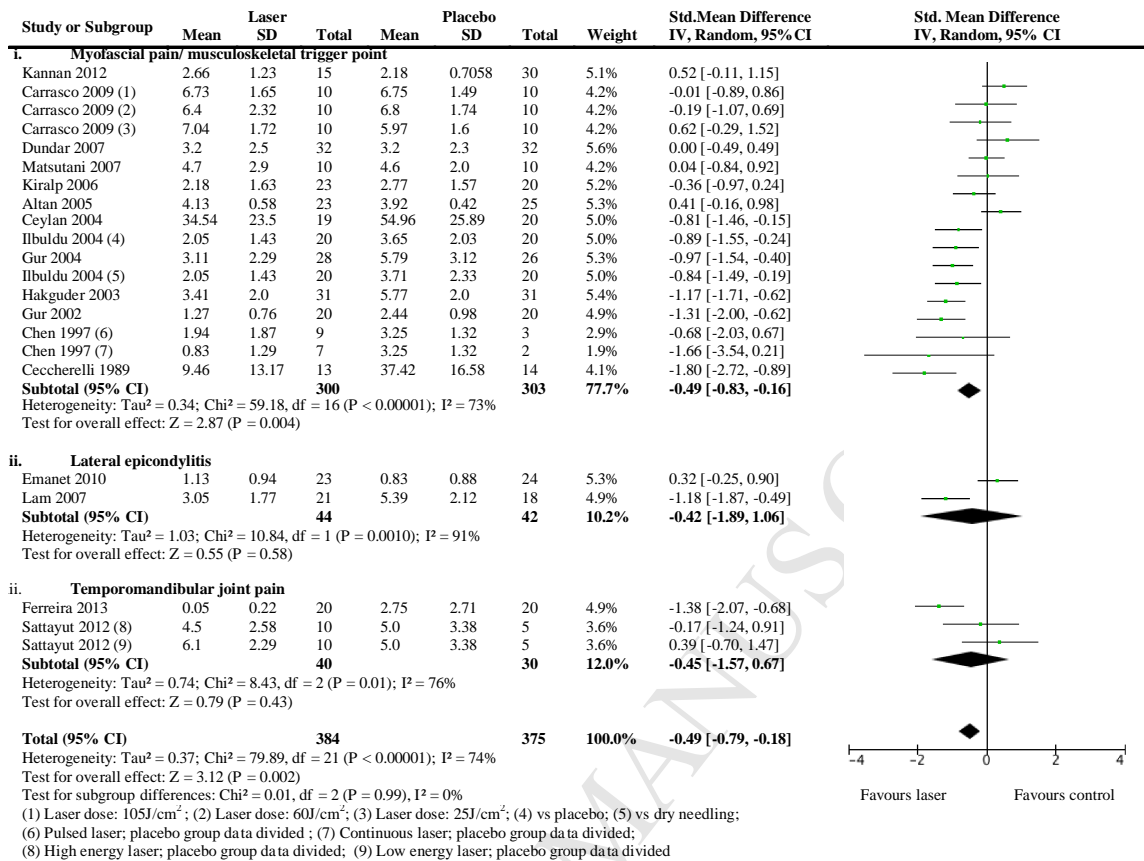 Study or Subgroup Laser Placebo Std.Mean Difference Std. Mean Difference
Mean SD Total Mean SD Total Weight IV, Random, 95%CI IV, Random, 95% CI
i. Myofascial pain/ musculoskeletal trigger point
Kannan 2012 2.66 1.23 15 2.18 0.7058 30 5.1% 0.52 [-0.11, 1.15]
Carrasco 2009 (1) 6.73 1.65 10 6.75 1.49 10 4.2% -0.01 [-0.89, 0.86]
Carrasco 2009 (2) 6.4 2.32 10 6.8 1.74 10 4.2% -0.19 [-1.07, 0.69]
Carrasco 2009 (3) 7.04 1.72 10 5.97 1.6 10 4.2% 0.62 [-0.29, 1.52]
Dundar 2007 3.2 2.5 32 3.2 2.3 32 5.5% 0.00 [-0.49, 0.49]
Matsutani 2007 4.7 2.9 10 4.6 2.0 10 4.2% 0.04 [-0.84, 0.92]
Kiralp 2006 2.18 1.63 23 2.77 1.57 20 5.2% -0.36 [-0.97, 0.24]
Altan 2005 4.13 0.58 23 3.92 0.42 25 5.3% 0.41 [-0.16, 0.98]
Ceylan 2004 34.54 23.5 19 54.96 25.89 20 5.0% -0.81 [-1.46, -0.15]
Ilbuldu 2004 (4) 2.05 1.43 20 3.65 2.03 20 5.0% -0.89 [-1.55, -0.24]
Gur 2004 3.11 2.29 28 5.79 3.12 26 5.3% -0.97 [-1.54, -0.40]
Ilbuldu 2004 (5) 2.05 1.43 20 3.71 2.33 20 5.0% -0.84 [-1.49, -0.19]
Hakguder 2003 3.41 2.0 31 5.77 2.0 31 5.4% -1.17 [-1.71, -0.62]
Gur 2002 1.27 0.76 20 2.44 0.98 20 4.9% -1.31 [-2.00, -0.62]
Chen 1997 (6) 1.94 1.87 9 3.25 1.32 3 2.9% -0.68 [-2.03, 0.67]
Chen 1997 (7) 0.83 1.29 7 3.25 1.32 2 1.9% -1.66 [-3.54, 0.21]
Ceccherelli 1989 9.46 13.17 13 37.42 16.58 14 4.1% -1.80 [-2.72, -0.89]
Subtotal (95% CI) 300 303 77.7% -0.49 [-0.83, -0.16]
Heterogeneity: Tau² = 0.34; Chi² = 59.18, df = 16 (P < 0.00001); I² = 73%
Test for overall effect: Z = 2.87 (P = 0.004)
ii. Lateral epicondylitis
Emanet 2010 1.13 0.94 23 0.83 0.88 24 5.3% 0.32 [-0.25, 0.90]
Lam 2007 3.05 1.77 21 5.39 2.12 18 4.9% -1.18 [-1.87, -0.49]
Subtotal (95% CI) 44 42 10.2% -0.42 [-1.89, 1.06]
Heterogeneity: Tau² = 1.03; Chi² = 10.84, df = 1 (P = 0.0010); I² = 91%
Test for overall effect: Z = 0.55 (P = 0.58)
ii. Temporomandibular joint pain
Ferreira 2013 0.05 0.22 20 2.75 2.71 20 4.9% -1.38 [-2.07, -0.68]
Sattayut 2012 (8) 4.5 2.58 10 5.0 3.38 5 3.6% -0.17 [-1.24, 0.91]
Sattayut 2012 (9) 6.1 2.29 10 5.0 3.38 5 3.6% 0.39 [-0.70, 1.47]
Subtotal (95% CI) 40 30 12.0% -0.45 [-1.57, 0.67]
Heterogeneity: Tau² = 0.74; Chi² = 8.43, df = 2 (P = 0.01); I² = 76%
Test for overall effect: Z = 0.79 (P = 0.43)
Total (95% CI) 384 375 100.0% -0.49 [-0.79, -0.18]
Heterogeneity: Tau² = 0.37; Chi² = 79.89, df = 21 (P < 0.00001); I² = 74%
Test for overall effect: Z = 3.12 (P = 0.002)
Test for subgroup differences: Chi² = 0.01, df = 2 (P = 0.99), I² = 0%
-4 -2 0 2 4
Favours laser Favours control
(1) Laser dose: 105J/cm²; (2) Laser dose: 60J/cm²; (3) Laser dose: 25J/cm²; (4) vs placebo; (5) vs dry needling;
(6) Pulsed laser; placebo group data divided ; (7) Continuous laser; placebo group data divided;
(8) High energy laser; placebo group data divided; (9) Low energy laser; placebo group data divided
MANUSC